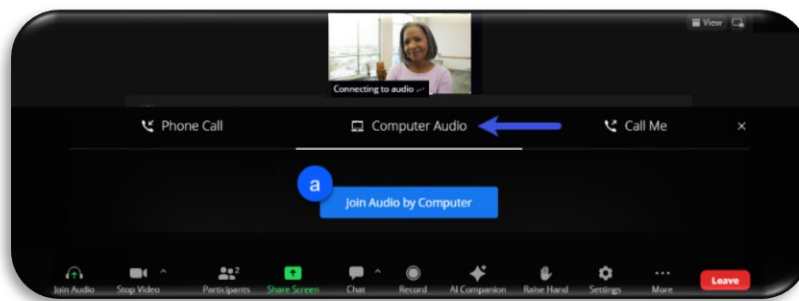 View
Connecting to audio
Phone Call
Computer Audio
Call Me
a
Join Audio by Computer
2
Join Audio
Stop Video
Participants
Share Screen
Chat
Record
AI Companion
Raise Hand
Settings
More
Leave